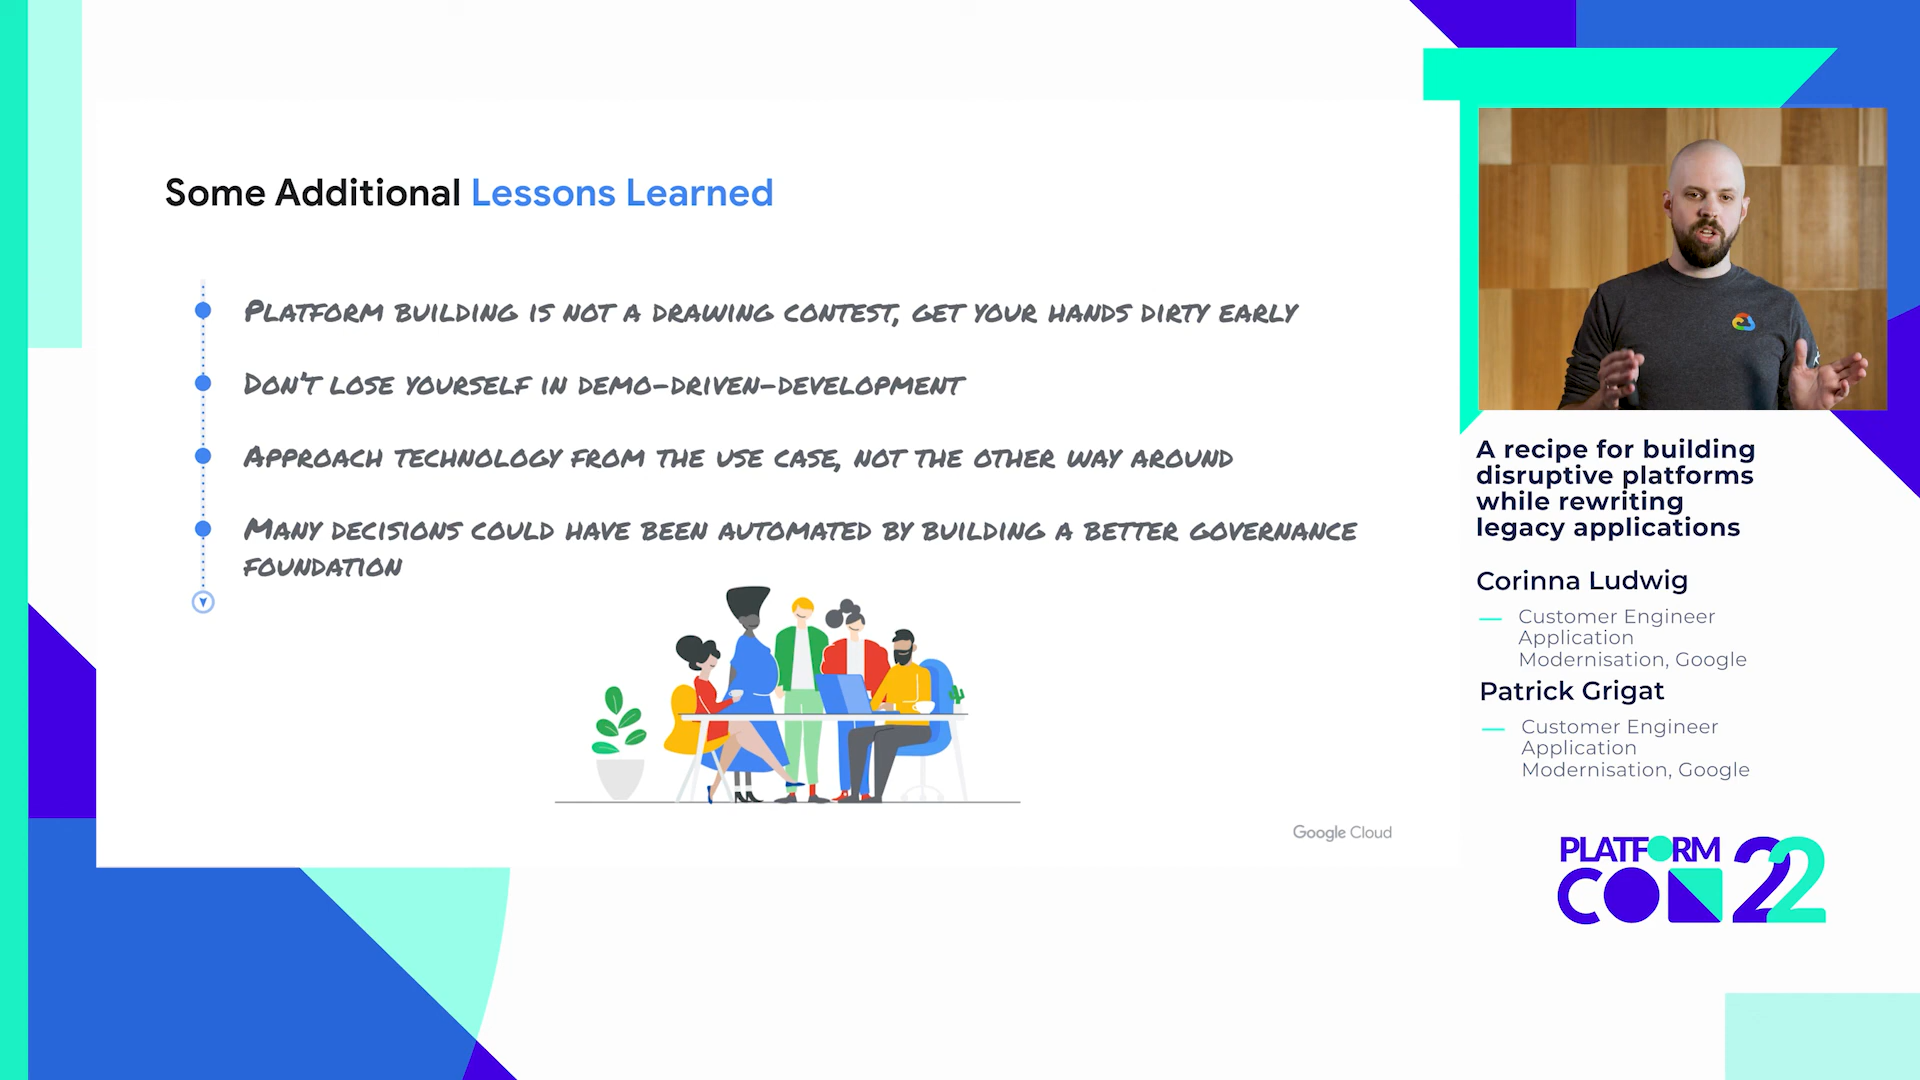 Some Additional Lessons Learned
PLATFORM BUILDING IS NOT A DRAWING CONTEST, GET YOUR HANDS DIRTY EARLY
DON'T LOSE YOURSELF IN DEMO-DRIVEN-DEVELOPMENT
APPROACH TECHNOLOGY FROM THE USE CASE, NOT THE OTHER WAY AROUND
MANY DECISIONS COULD HAVE BEEN AUTOMATED BY BUILDING A BETTER GOVERNANCE
FOUNDATION
Google Cloud
A recipe for building
disruptive platforms
while rewriting
legacy applications
Corinna Ludwig
— Customer Engineer
Application
Modernisation, Google
Patrick Grigat
— Customer Engineer
Application
Modernisation, Google
PLATFORM
CON 22